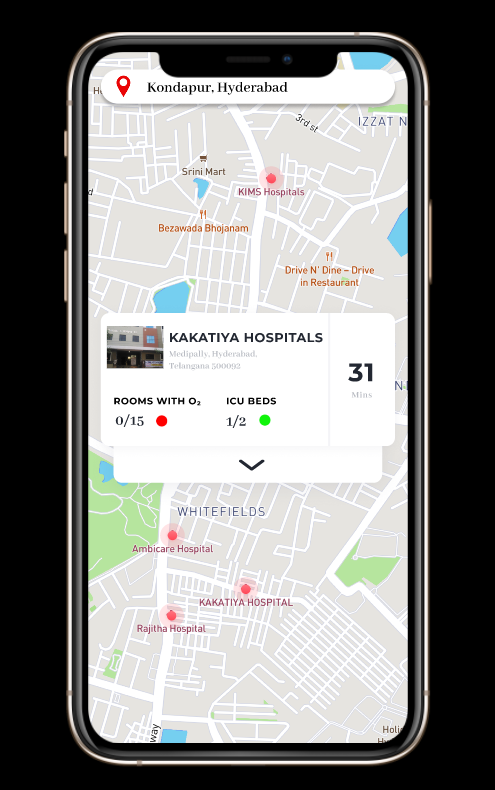 Kondapur, Hyderabad
3rd st
IZZAT N
Srini Mart
KIMS Hospitals
Bezawada Bhojanam
Drive N' Dine – Drive
in Restaurant
KAKATIYA HOSPITALS
Medipally, Hyderabad,
Telangana 500092
31
Mins
ROOMS WITH O₂
ICU BEDS
0/15
1/2
NI
WHITEFIELDS
Ambicare Hospital
KAKATIYA HOSPITAL
Rajitha Hospital
way
Holi